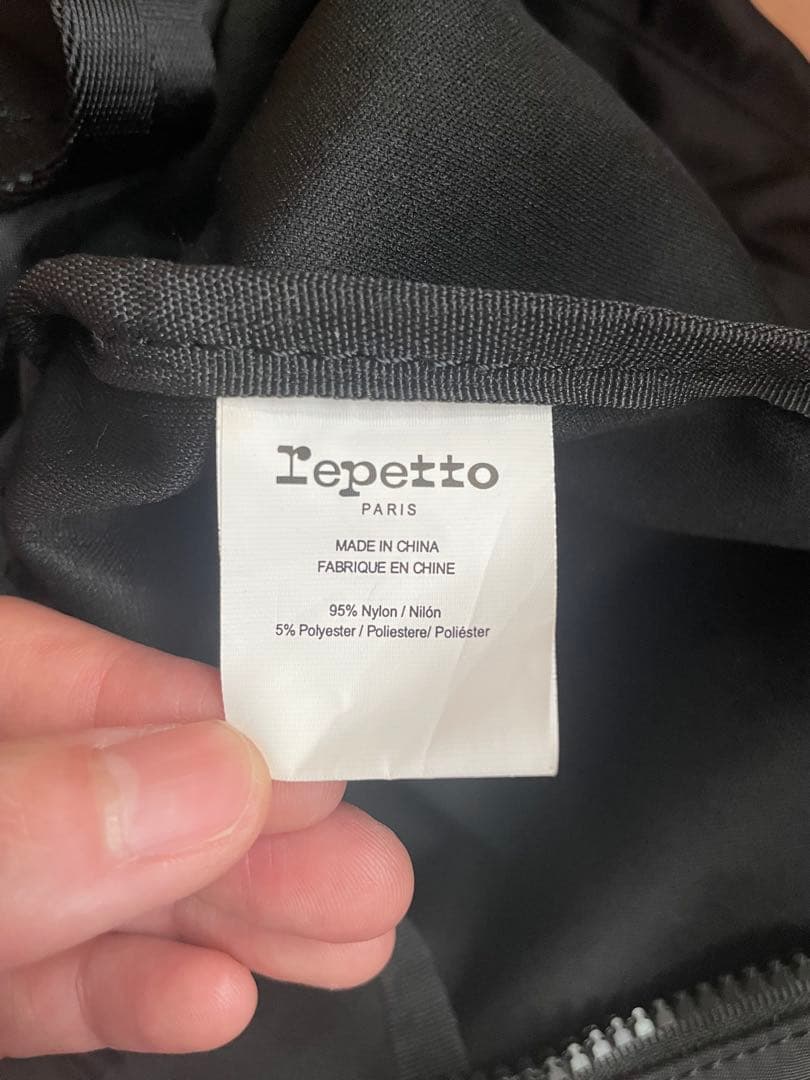 repetto
PARIS
MADE IN CHINA
FABRIQUE EN CHINE
95% Nylon / Nilón
5% Polyester / Poliestere/ Poliéster